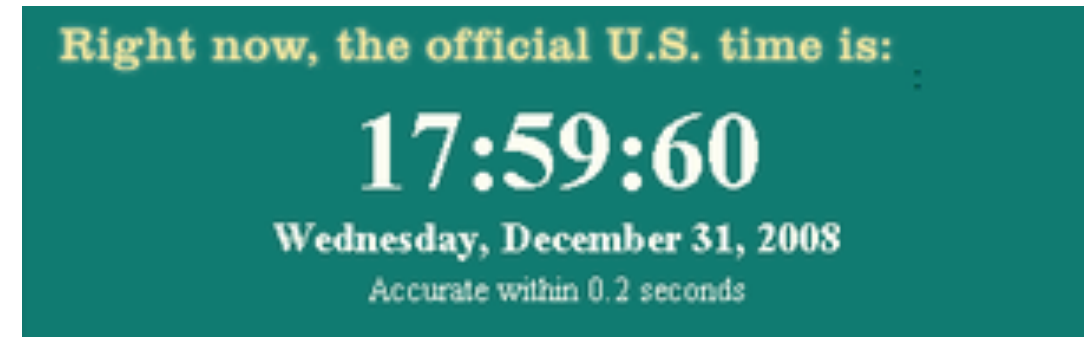 Right now, the official U.S. time is:
17:59:60
Wednesday, December 31, 2008
Accurate within 0.2 seconds